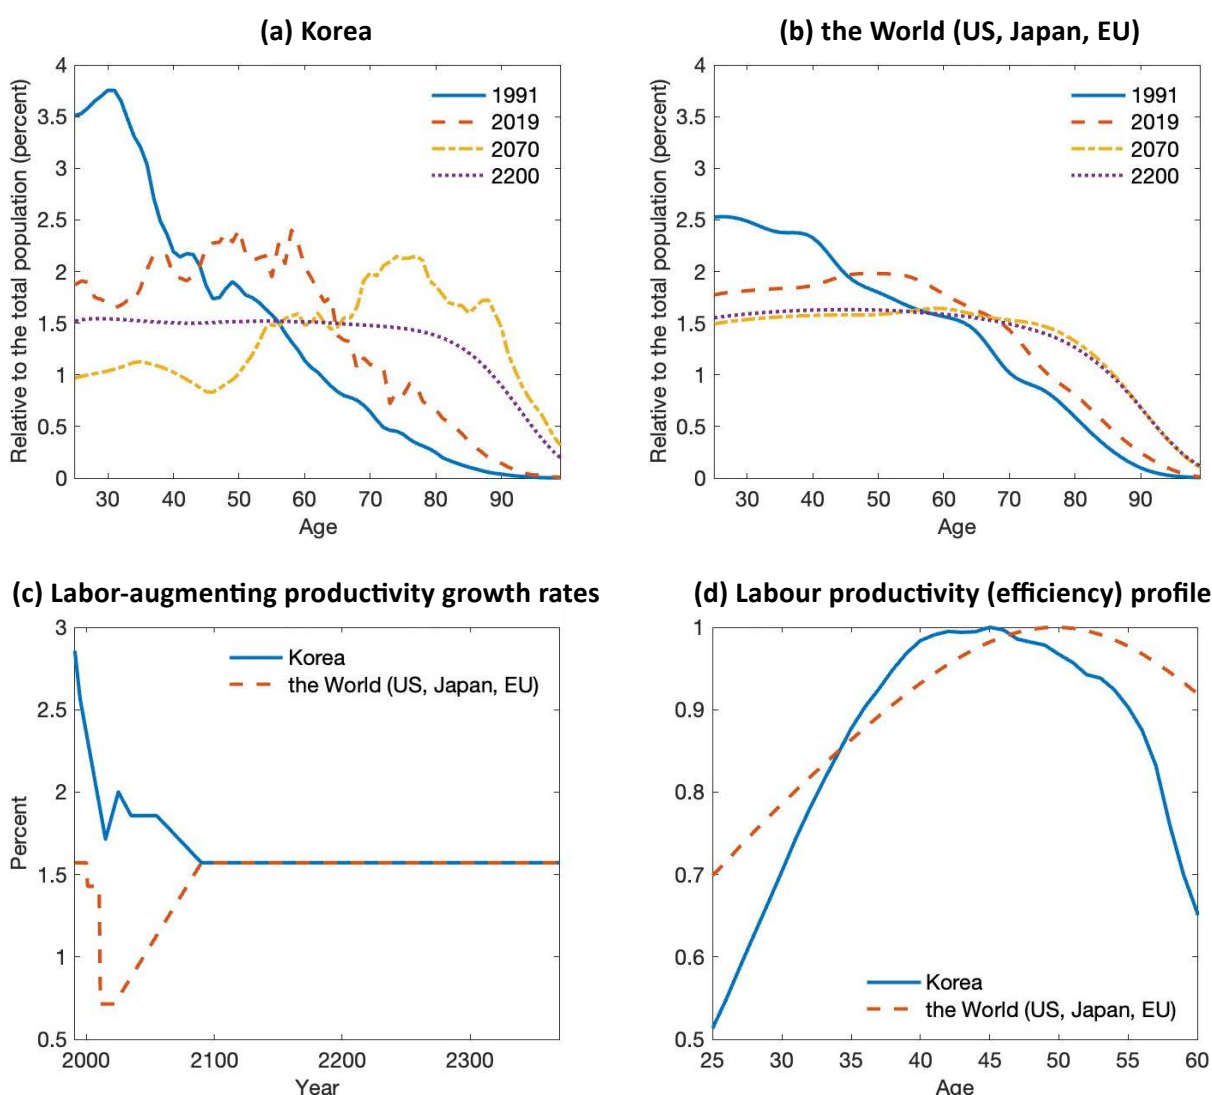 (a) Korea
Relative to the total population (percent)
4
3.5
3
2.5
2
1.5
1
0.5
0
1991
2019
2070
2200
30 40 50 60 70 80 90
Age
(b) the World (US, Japan, EU)
Relative to the total population (percent)
4
3.5
3
2.5
2
1.5
1
0.5
0
1991
2019
2070
2200
30 40 50 60 70 80 90
Age
(c) Labor-augmenting productivity growth rates
Percent
3
2.5
2
1.5
1
0.5
Korea
the World (US, Japan, EU)
2000 2100 2200 2300
Year
(d) Labour productivity (efficiency) profile
1
0.9
0.8
0.7
0.6
0.5
Korea
the World (US, Japan, EU)
25 30 35 40 45 50 55 60
Age